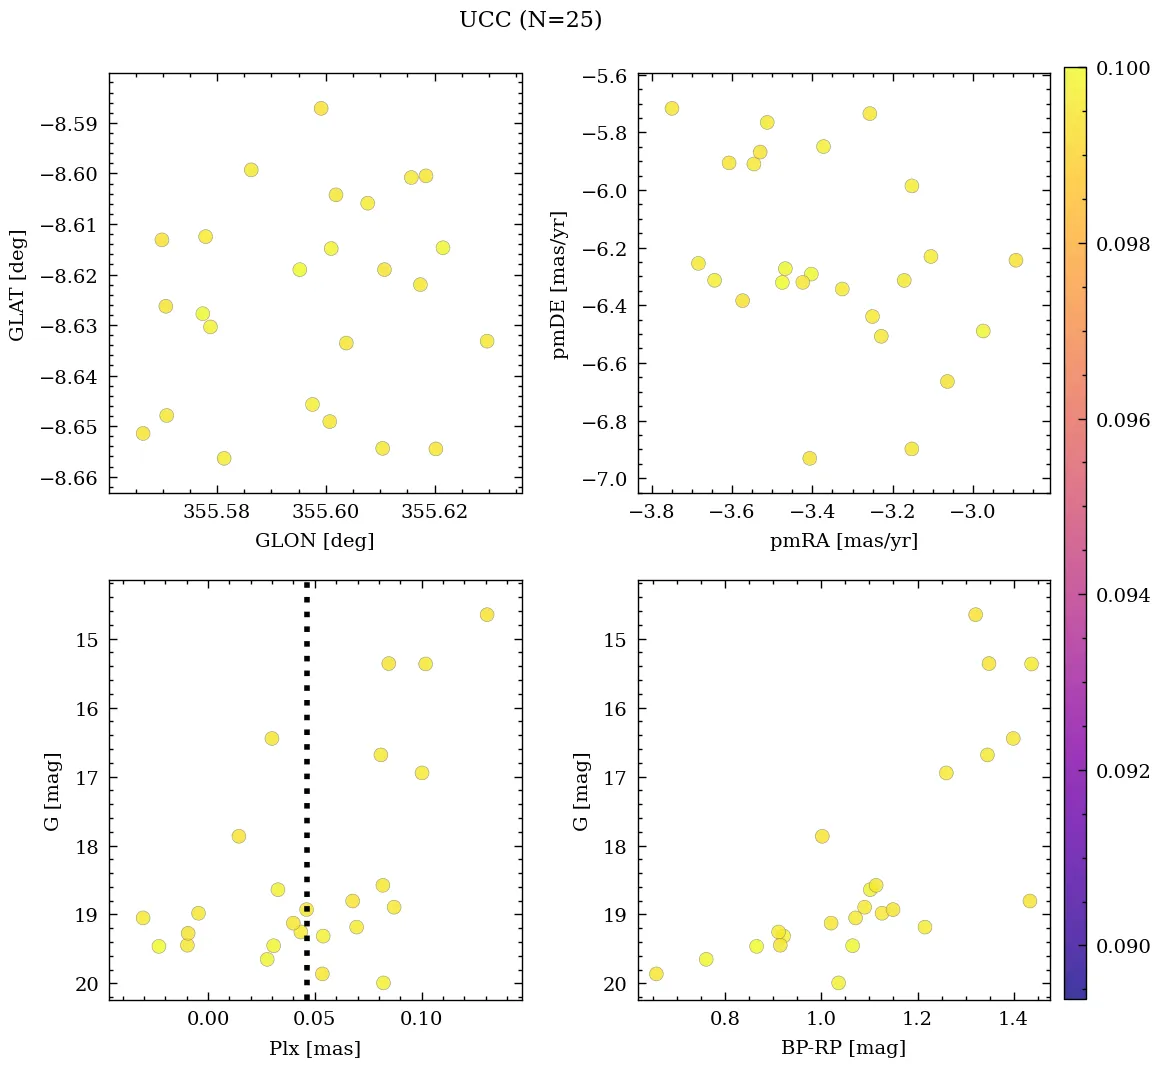 UCC (N=25)
−8.59
−8.60
−8.61
−8.62
−8.63
−8.64
−8.65
−8.66
GLAT [deg]
355.58 355.60 355.62
GLON [deg]
−5.6
−5.8
−6.0
−6.2
−6.4
−6.6
−6.8
−7.0
pmDE [mas/yr]
−3.8 −3.6 −3.4 −3.2 −3.0
pmRA [mas/yr]
0.100
0.098
0.096
0.094
0.092
0.090
15
16
17
18
19
20
G [mag]
0.00 0.05 0.10
Plx [mas]
15
16
17
18
19
20
G [mag]
0.8 1.0 1.2 1.4
BP-RP [mag]